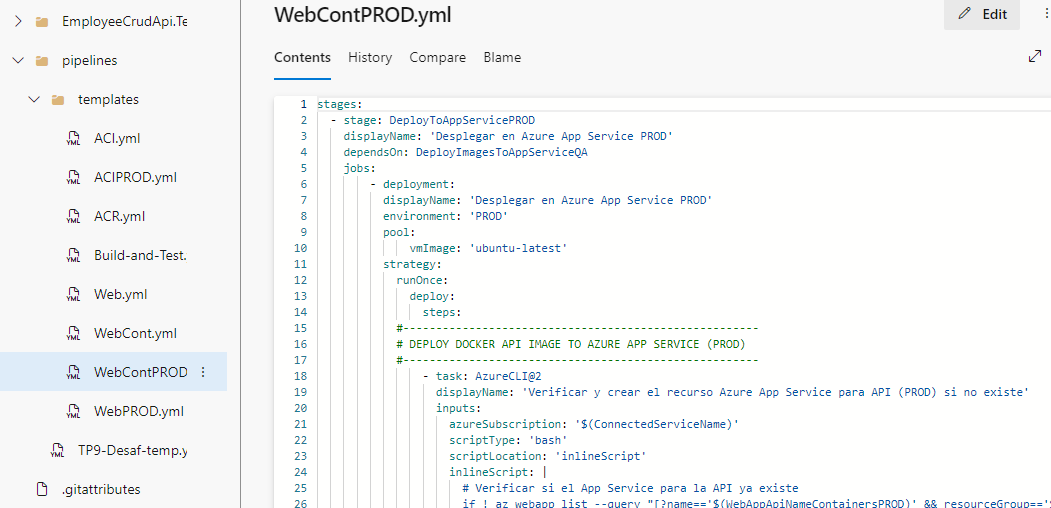 EmployeeCrudApi.Te
pipelines
templates
ACI.yml
ACIPROD.yml
ACR.yml
Build-and-Test.
Web.yml
WebCont.yml
WebContPROD
WebPROD.yml
TP9-Desaf-temp.y
.gitattributes
WebContPROD.yml
Edit
Contents History Compare Blame
1 stages:
2 - stage: DeployToAppServicePROD
3 displayName: 'Desplegar en Azure App Service PROD'
4 dependsOn: DeployImagesToAppServiceQA
5 jobs:
6 - deployment:
7 displayName: 'Desplegar en Azure App Service PROD'
8 environment: 'PROD'
9 pool:
10 vmImage: 'ubuntu-latest'
11 strategy:
12 runOnce:
13 deploy:
14 steps:
15 #------------------------------------------------------
16 # DEPLOY DOCKER API IMAGE TO AZURE APP SERVICE (PROD)
17 #------------------------------------------------------
18 - task: AzureCLI@2
19 displayName: 'Verificar y crear el recurso Azure App Service para API (PROD) si no existe'
20 inputs:
21 azureSubscription: '$(ConnectedServiceName)'
22 scriptType: 'bash'
23 scriptLocation: 'inlineScript'
24 inlineScript: |
25 # Verificar si el App Service para la API ya existe
26 if ! az webapp list --query "[?name=='$(WebAppApiNameContainersPROD)' && resourceGroup=='$